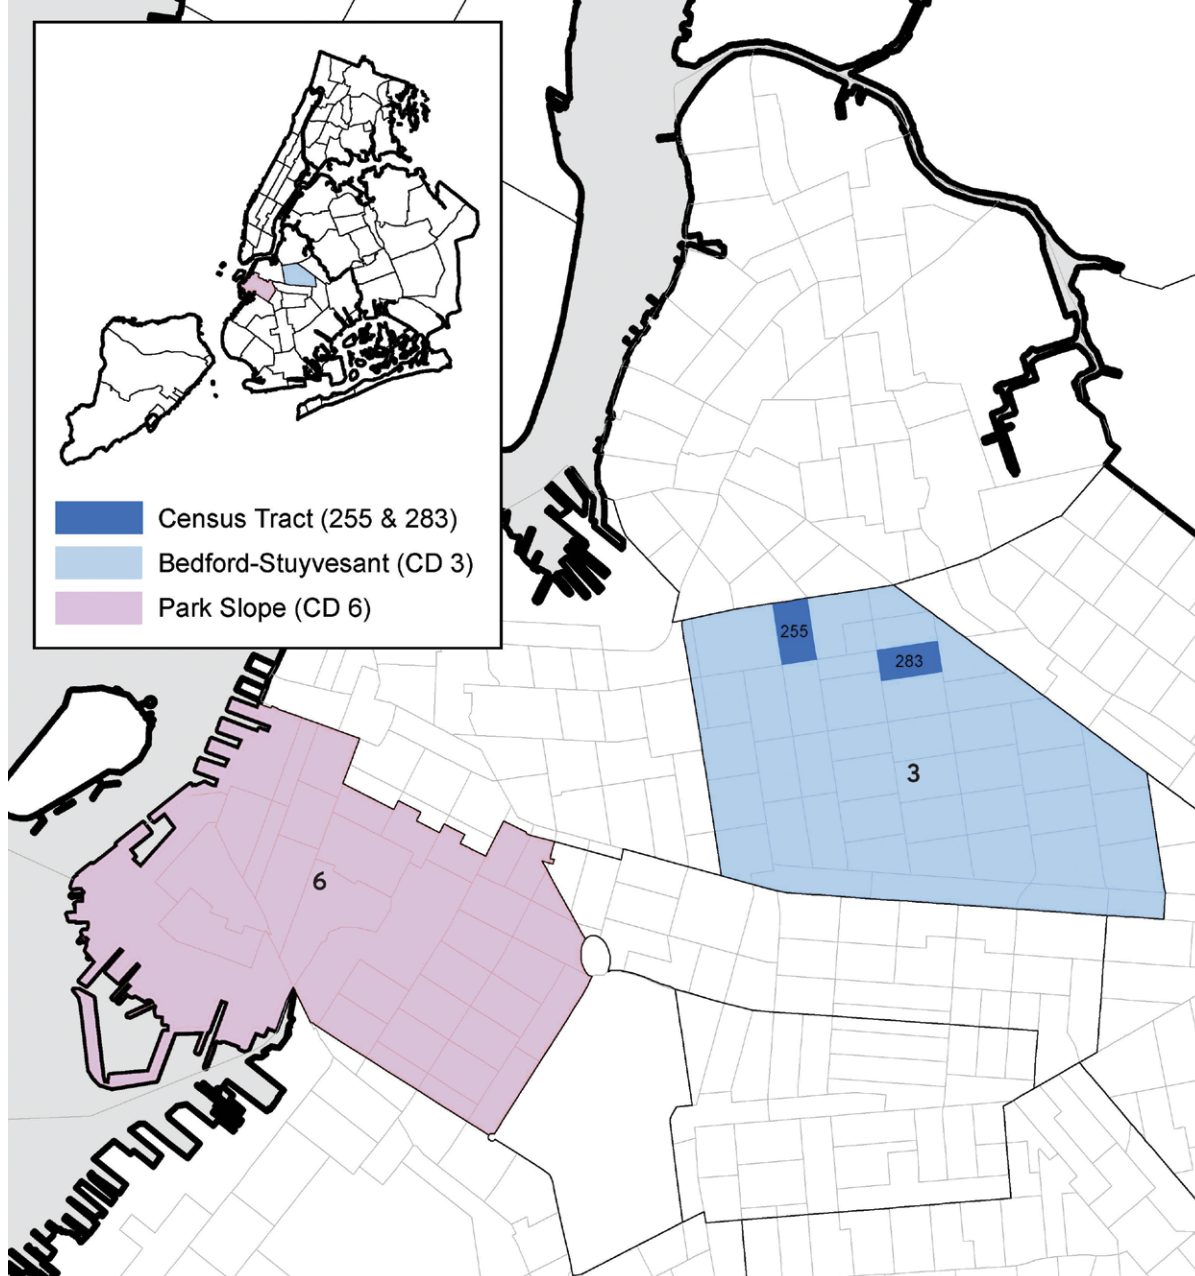 Census Tract (255 & 283)
Bedford-Stuyvesant (CD 3)
Park Slope (CD 6)
255
283
3
6